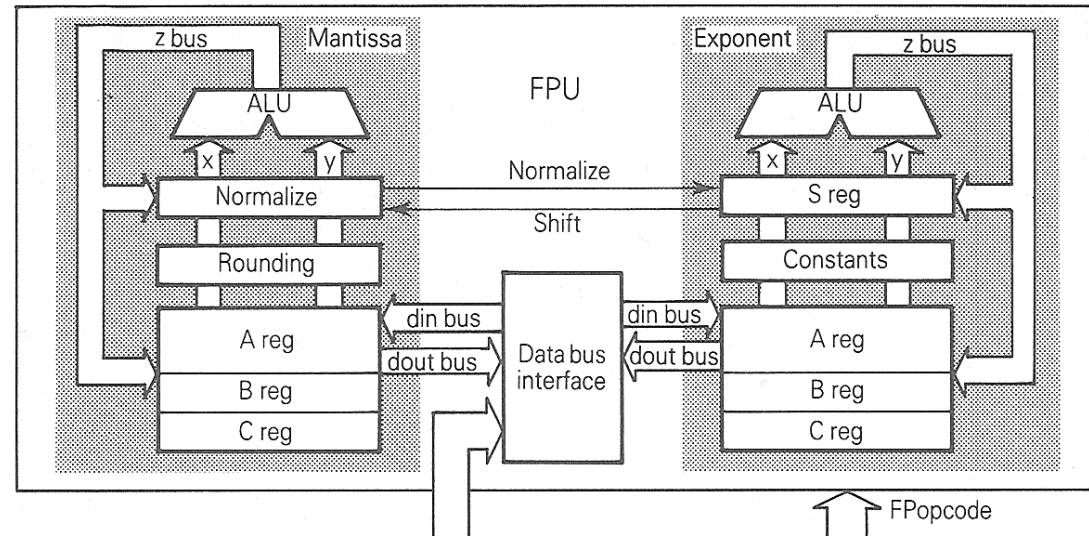 z bus
Mantissa
ALU
x
y
Normalize
Rounding
A reg
B reg
C reg
FPU
Normalize
Shift
din bus
dout bus
Data bus
interface
din bus
dout bus
Exponent
z bus
ALU
x
y
S reg
Constants
A reg
B reg
C reg
FPopcode